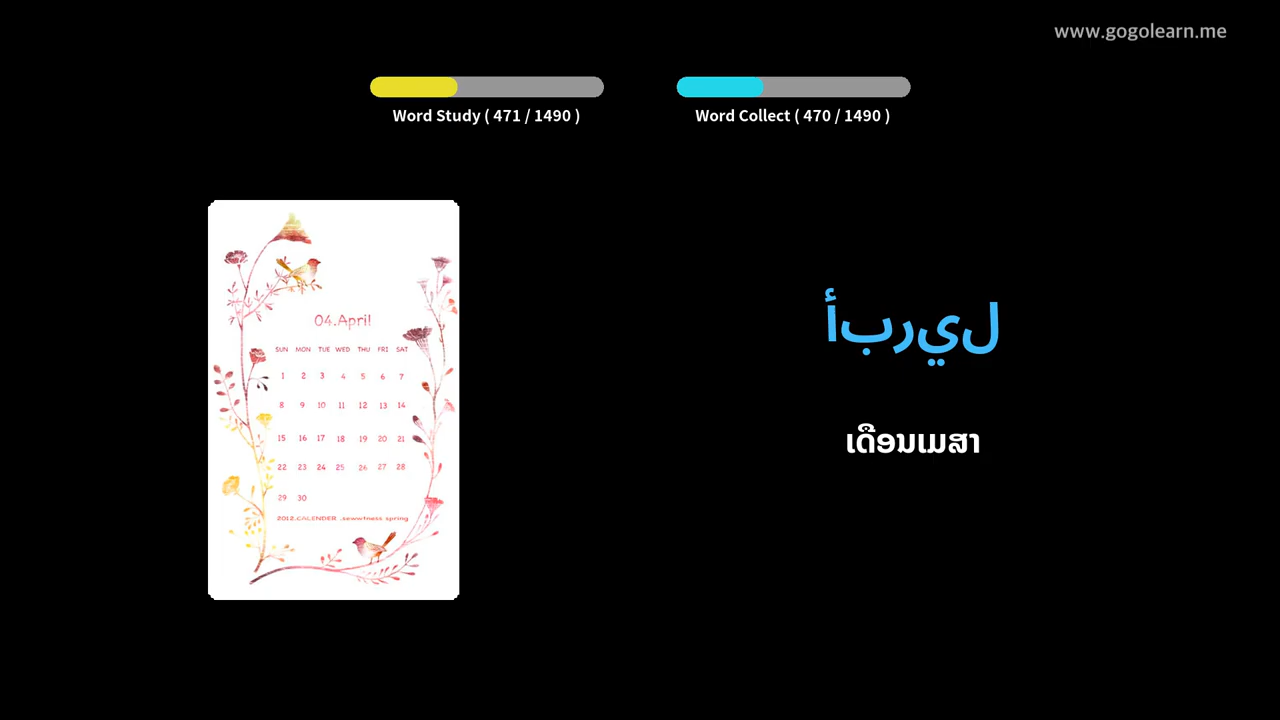 www.gogolearn.me
Word Study ( 471 / 1490 )
Word Collect ( 470 / 1490 )
04.April
SUN MON TUE WED THU FRI SAT
1 2 3 4 5 6 7
8 9 10 11 12 13 14
15 16 17 18 19 20 21
22 23 24 25 26 27 28
29 30
2012.CALENDER .sewwtness spring
أبريل
ເດືອນເມສາ